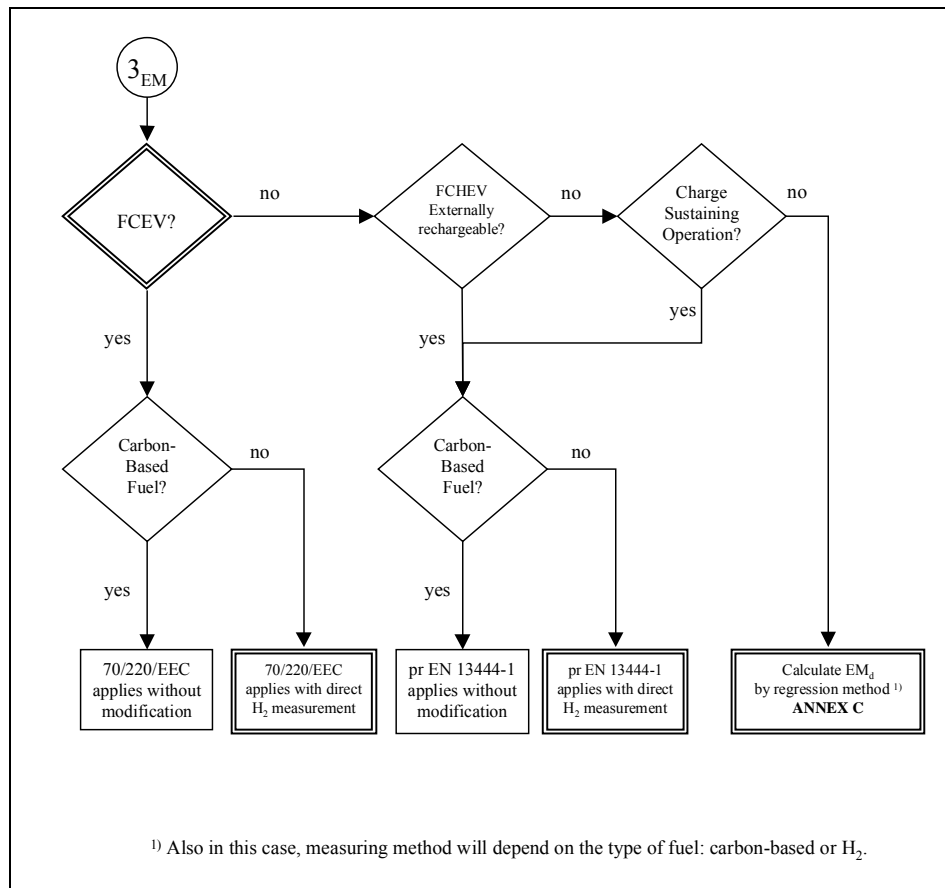 3EM
FCEV?
no
FCHEV
Externally
rechargeable?
no
Charge
Sustaining
Operation?
no
yes
yes
yes
Carbon-
Based
Fuel?
no
Carbon-
Based
Fuel?
no
yes
yes
70/220/EEC
applies without
modification
70/220/EEC
applies with direct
H2 measurement
pr EN 13444-1
applies without
modification
pr EN 13444-1
applies with direct
H2 measurement
Calculate EMd
by regression method 1)
ANNEX C
1) Also in this case, measuring method will depend on the type of fuel: carbon-based or H2.